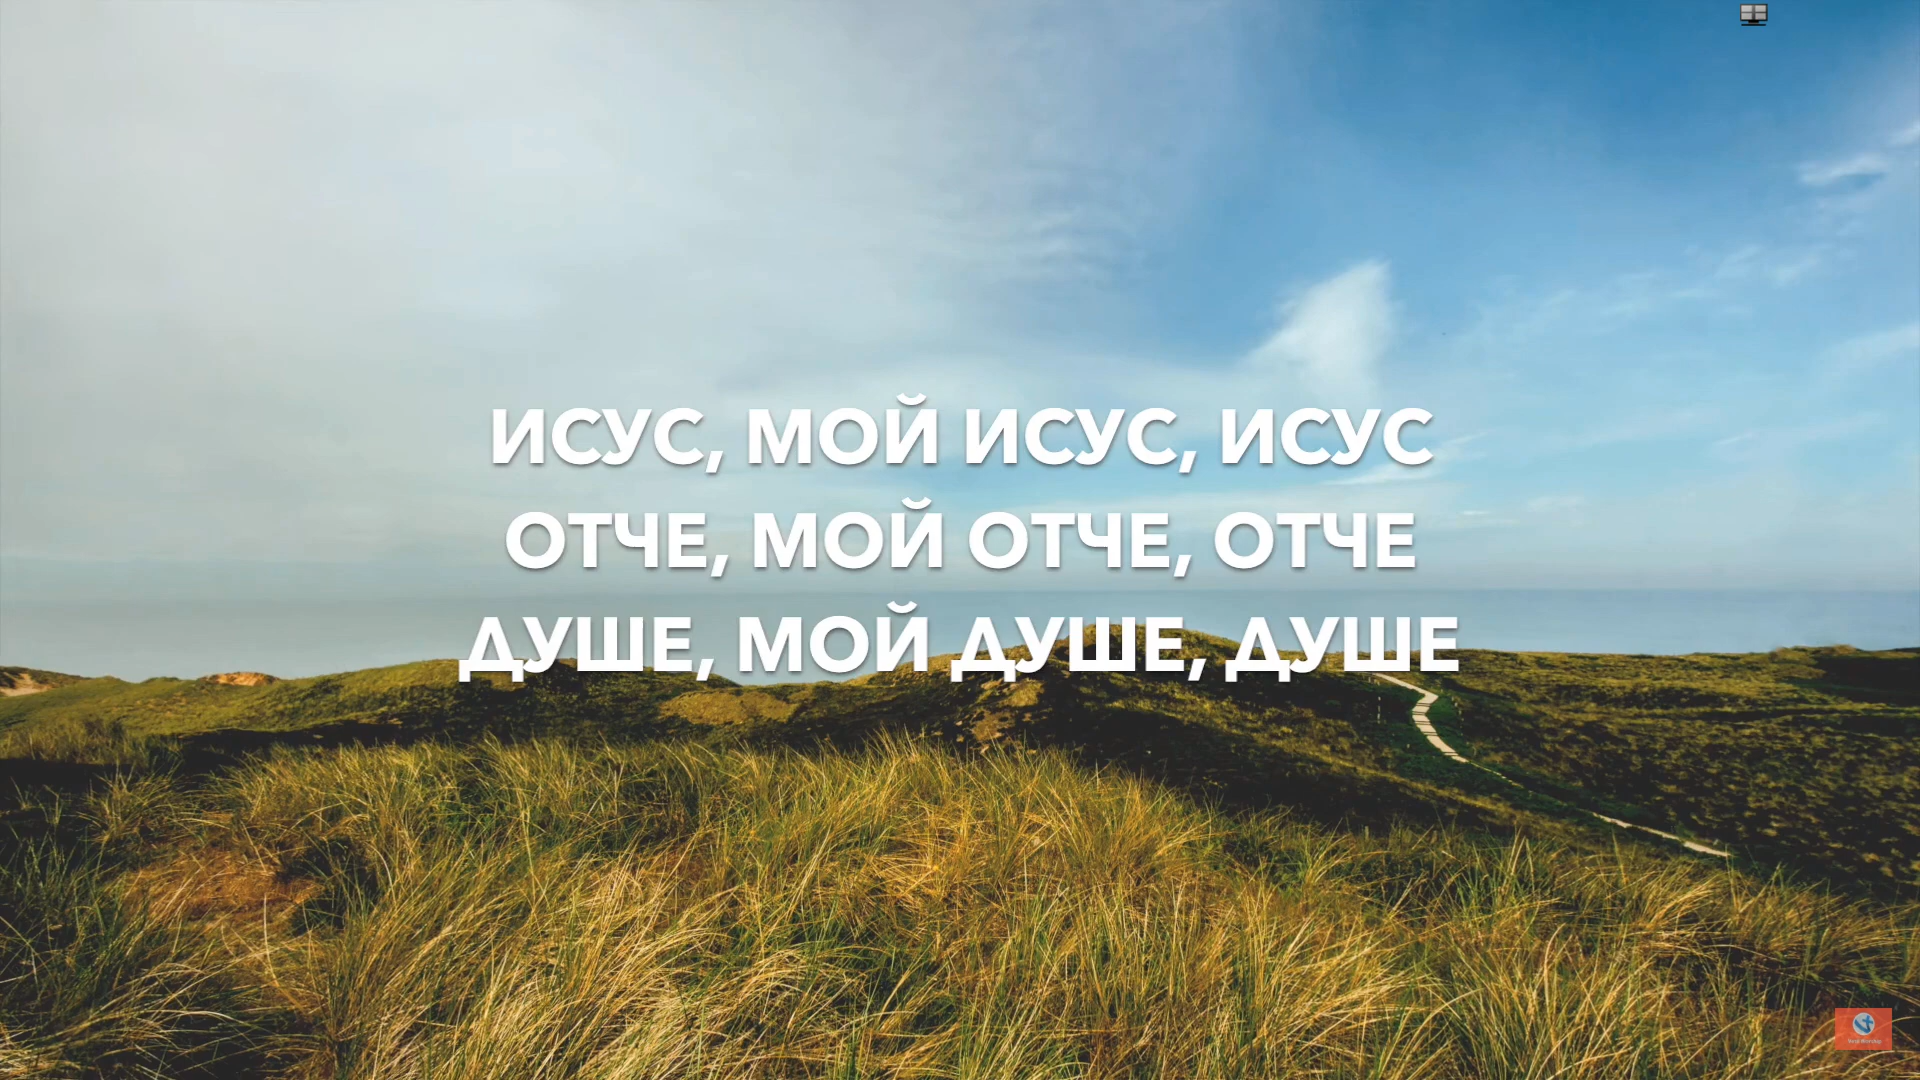 ИСУС, МОЙ ИСУС, ИСУС
ОТЧЕ, МОЙ ОТЧЕ, ОТЧЕ
ДУШЕ, МОЙ ДУШЕ, ДУШЕ